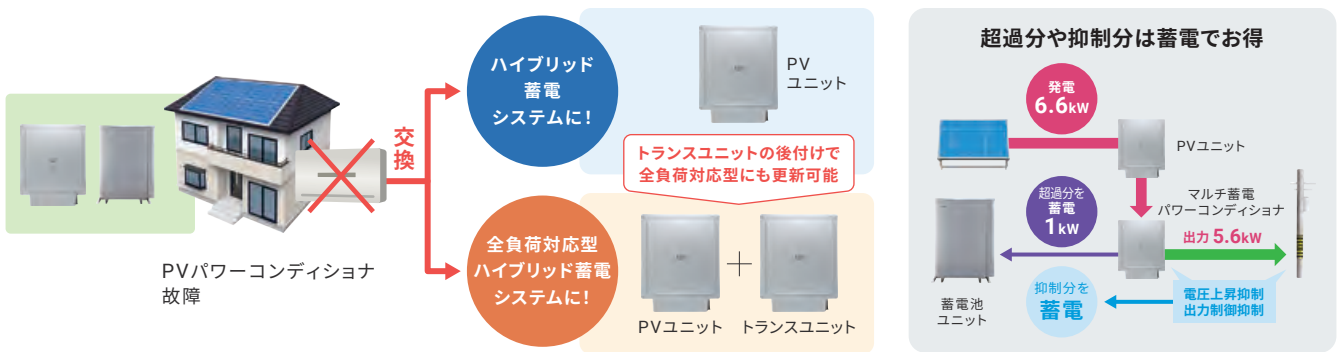 PVパワーコンディショナ
故障
交換
ハイブリッド
蓄電
システムに!
PV
ユニット
トランスユニットの後付けで
全負荷対応型にも更新可能
全負荷対応型
ハイブリッド蓄電
システムに!
PVユニット
トランスユニット
超過分や抑制分は蓄電でお得
発電
6.6kW
PVユニット
超過分を
蓄電
1kW
マルチ蓄電
パワーコンディショナ
出力 5.6kW
蓄電池
ユニット
抑制分を
蓄電
電圧上昇抑制
出力制御抑制